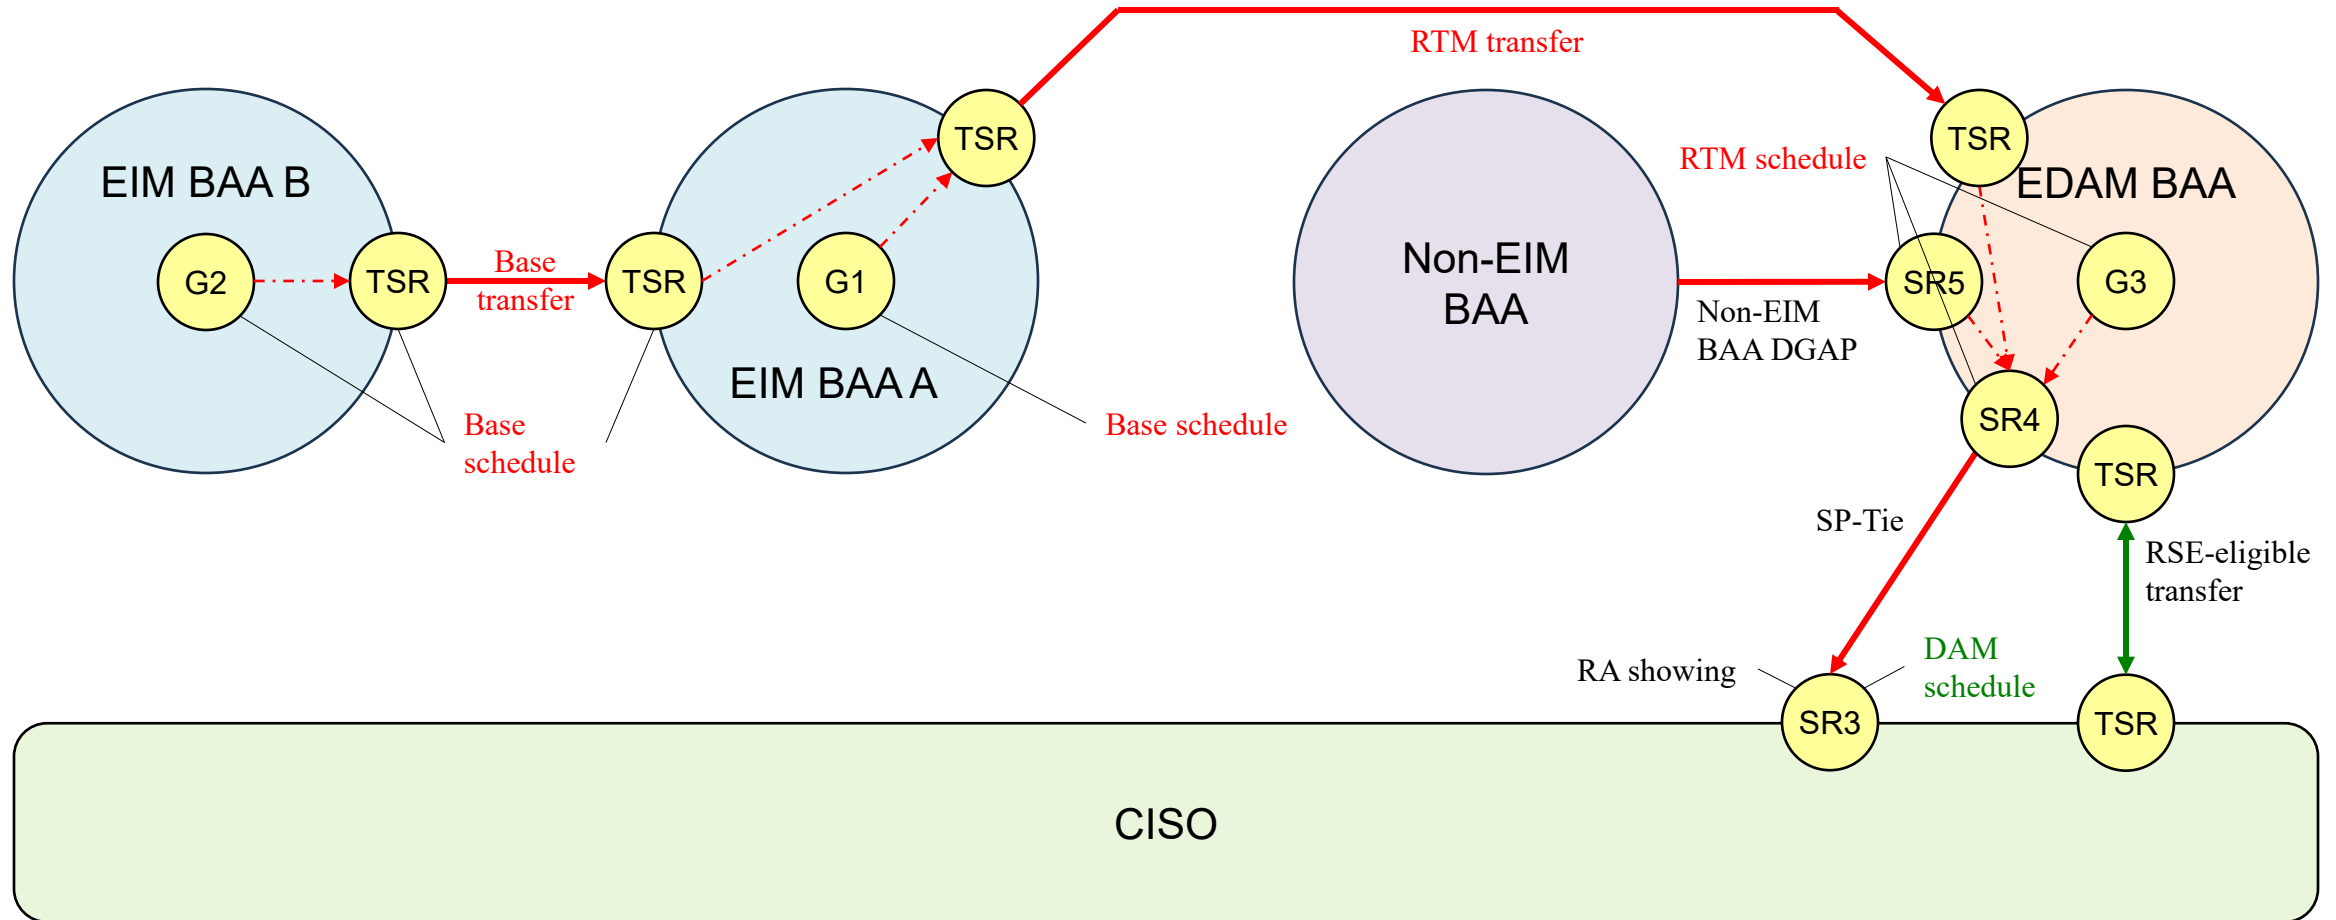 RTM transfer
TSR
TSR
RTM schedule
EIM BAA B
EDAM BAA
Base
transfer
Non-EIM
BAA
G2
TSR
TSR
G1
SR5
G3
Non-EIM
BAA DGAP
EIM BAA A
Base
schedule
Base schedule
SR4
TSR
SP-Tie
RSE-eligible
transfer
RA showing
DAM
schedule
SR3
TSR
CISO